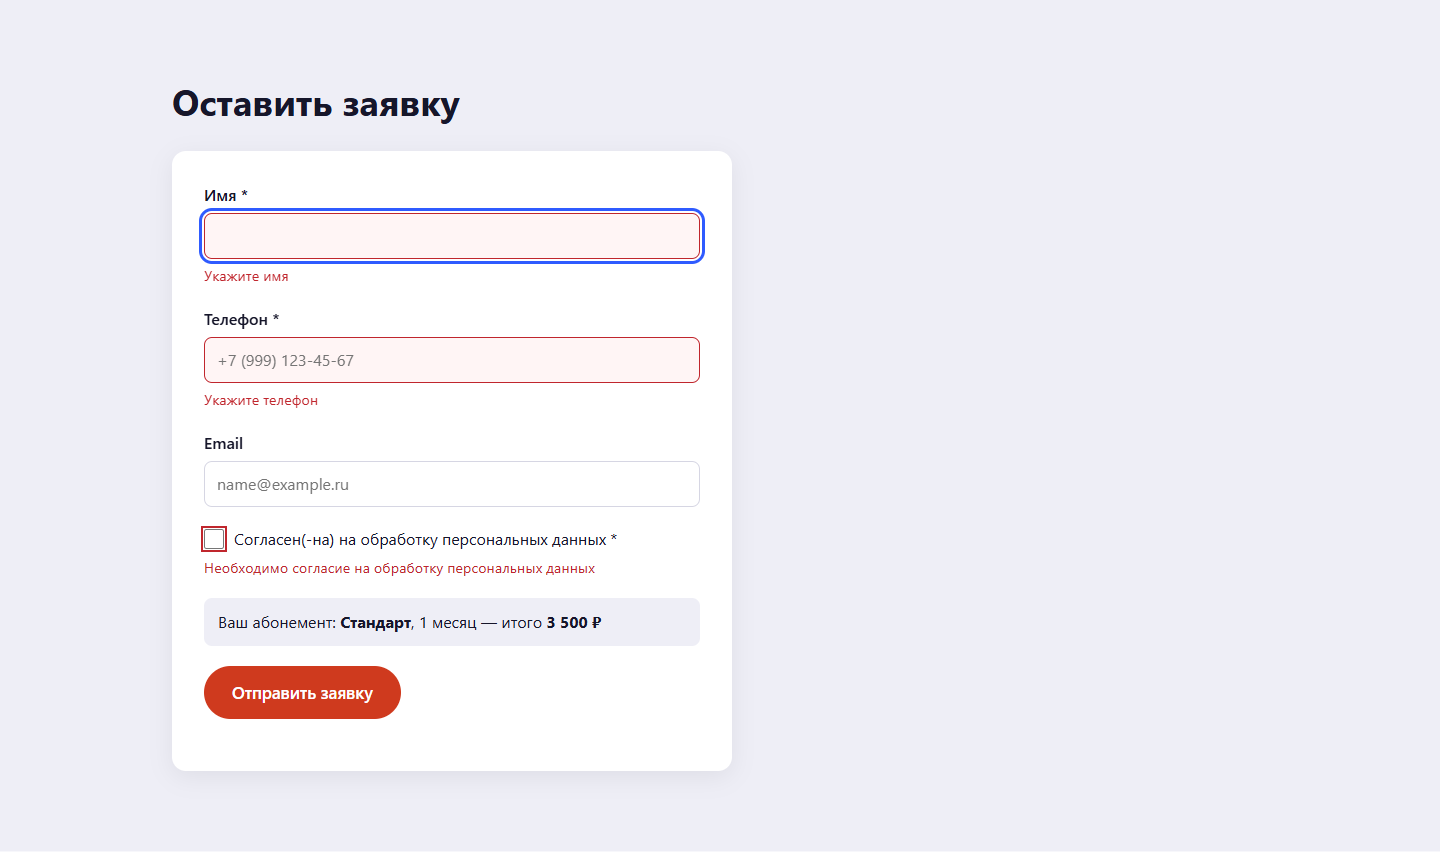 Оставить заявку
Имя *
Укажите имя
Телефон *
+7 (999) 123-45-67
Укажите телефон
Email
name@example.ru
Согласен(-на) на обработку персональных данных *
Необходимо согласие на обработку персональных данных
Ваш абонемент: Стандарт, 1 месяц — итого 3 500 ₽
Отправить заявку